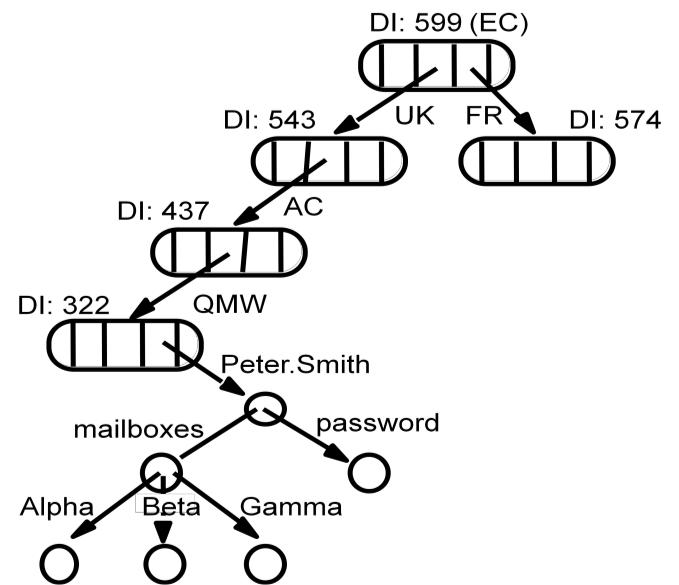 DI: 599 (EC)
UK FR
DI: 543
DI: 574
AC
DI: 437
QMW
DI: 322
Peter.Smith
mailboxes
password
Alpha
Beta
Gamma